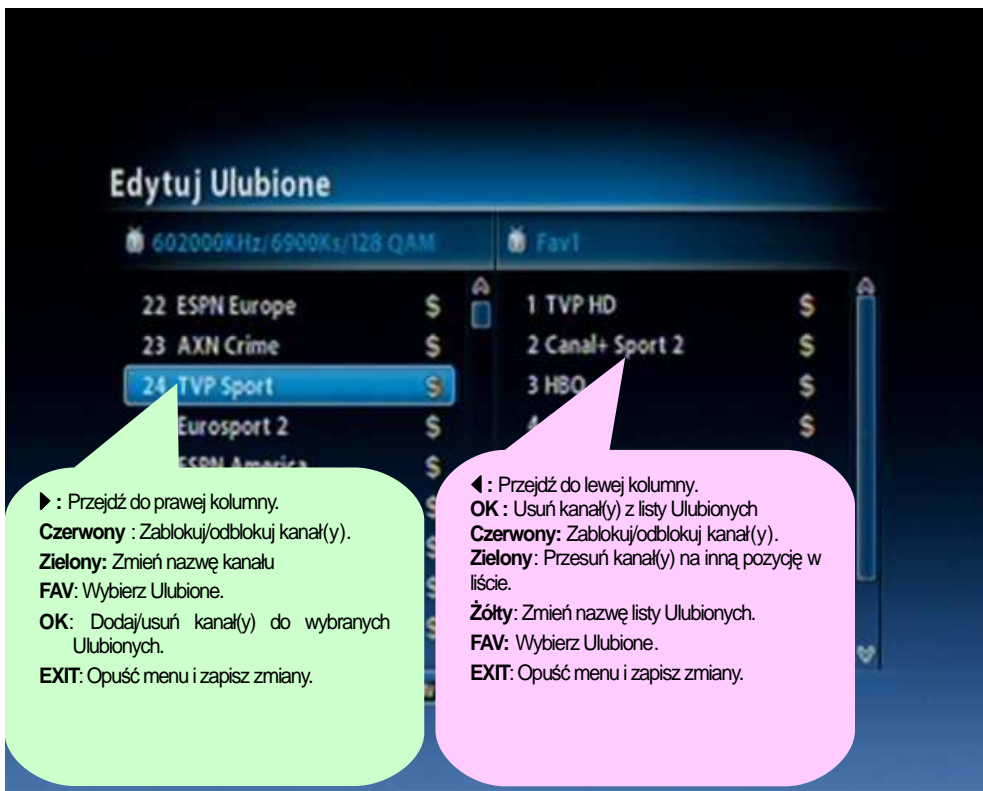 Edytuj Ulubione
602000KHz/6900Ks/128 QAM
22 ESPN Europe $
23 AXN Crime $
24 TVP Sport $
Eurosport 2 $
ESPN America $
Fav1
1 TVP HD $
2 Canal+ Sport 2 $
3 HBO $
4 $
: Przejdź do prawej kolumny.
Czerwony : Zablokuj/odblokuj kanał(y).
Zielony: Zmień nazwę kanału
FAV: Wybierz Ulubione.
OK: Dodaj/usuń kanał(y) do wybranych
Ulubionych.
EXIT: Opuść menu i zapisz zmiany.
: Przejdź do lewej kolumny.
OK : Usuń kanał(y) z listy Ulubionych
Czerwony: Zablokuj/odblokuj kanał(y).
Zielony: Przesuń kanał(y) na inną pozycję w
liście.
Żółty: Zmień nazwę listy Ulubionych.
FAV: Wybierz Ulubione.
EXIT: Opuść menu i zapisz zmiany.